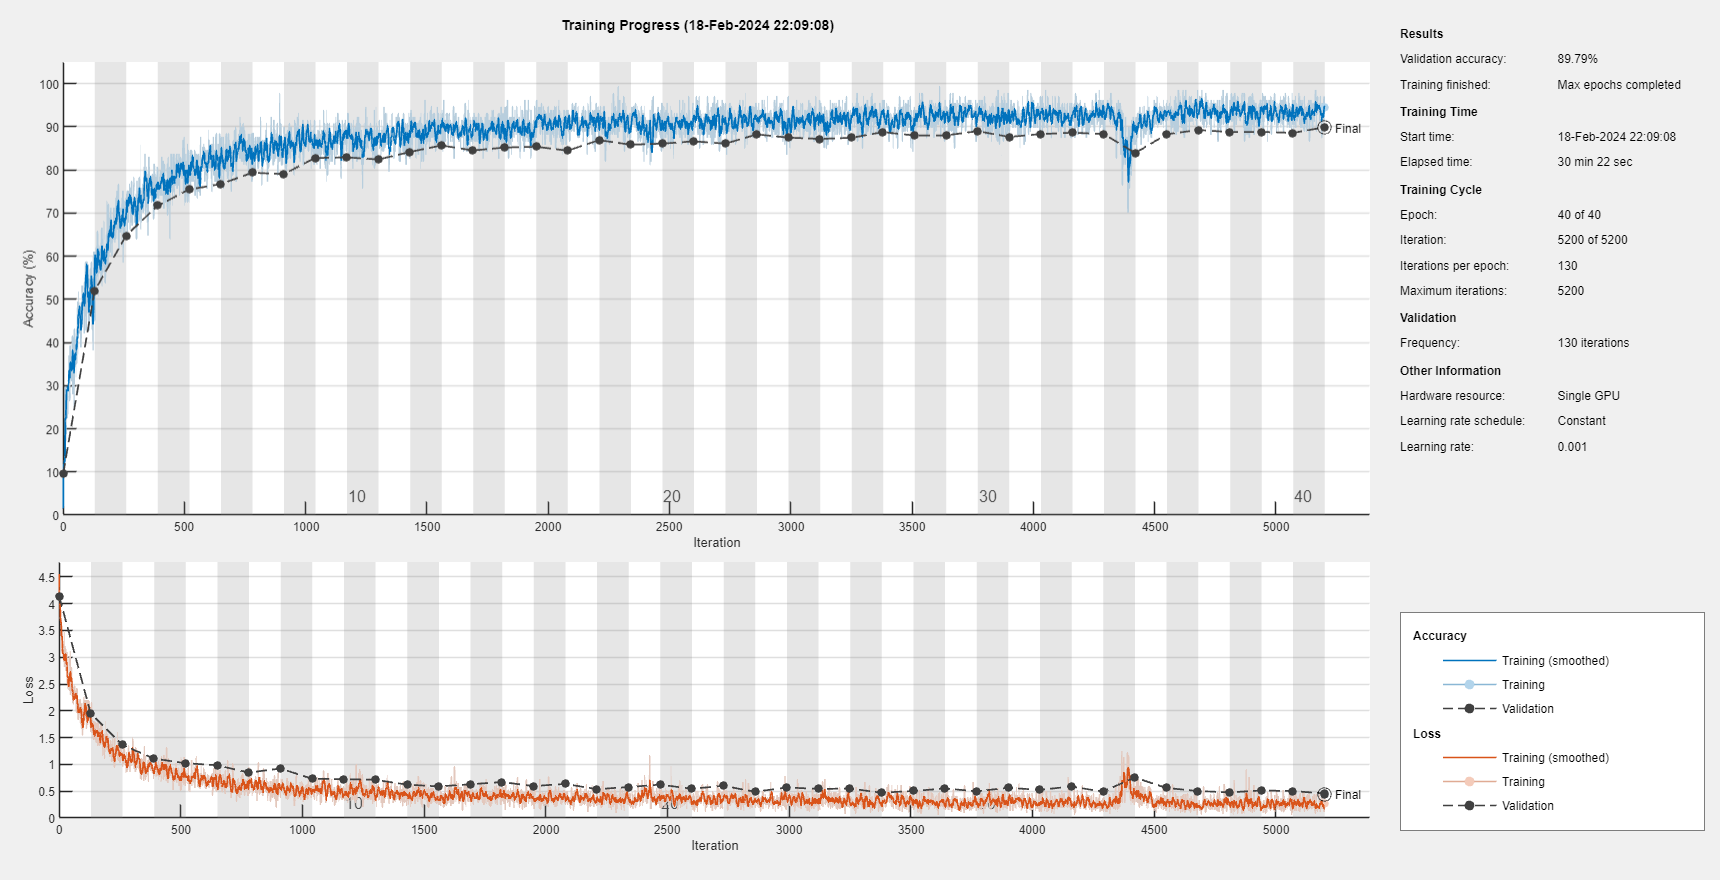 Training Progress (18-Feb-2024 22:09:08)
100
90
80
70
60
50
40
30
20
10
0
Accuracy (%)
10
20
30
40
Final
0
500
1000
1500
2000
2500
3000
3500
4000
4500
5000
Iteration
4.5
4
3.5
3
2.5
2
1.5
1
0.5
0
Loss
10
Final
0
500
1000
1500
2000
2500
3000
3500
4000
4500
5000
Iteration
Results
Validation accuracy: 89.79%
Training finished: Max epochs completed
Training Time
Start time: 18-Feb-2024 22:09:08
Elapsed time: 30 min 22 sec
Training Cycle
Epoch: 40 of 40
Iteration: 5200 of 5200
Iterations per epoch: 130
Maximum iterations: 5200
Validation
Frequency: 130 iterations
Other Information
Hardware resource: Single GPU
Learning rate schedule: Constant
Learning rate: 0.001
Accuracy
Training (smoothed)
Training
Validation
Loss
Training (smoothed)
Training
Validation